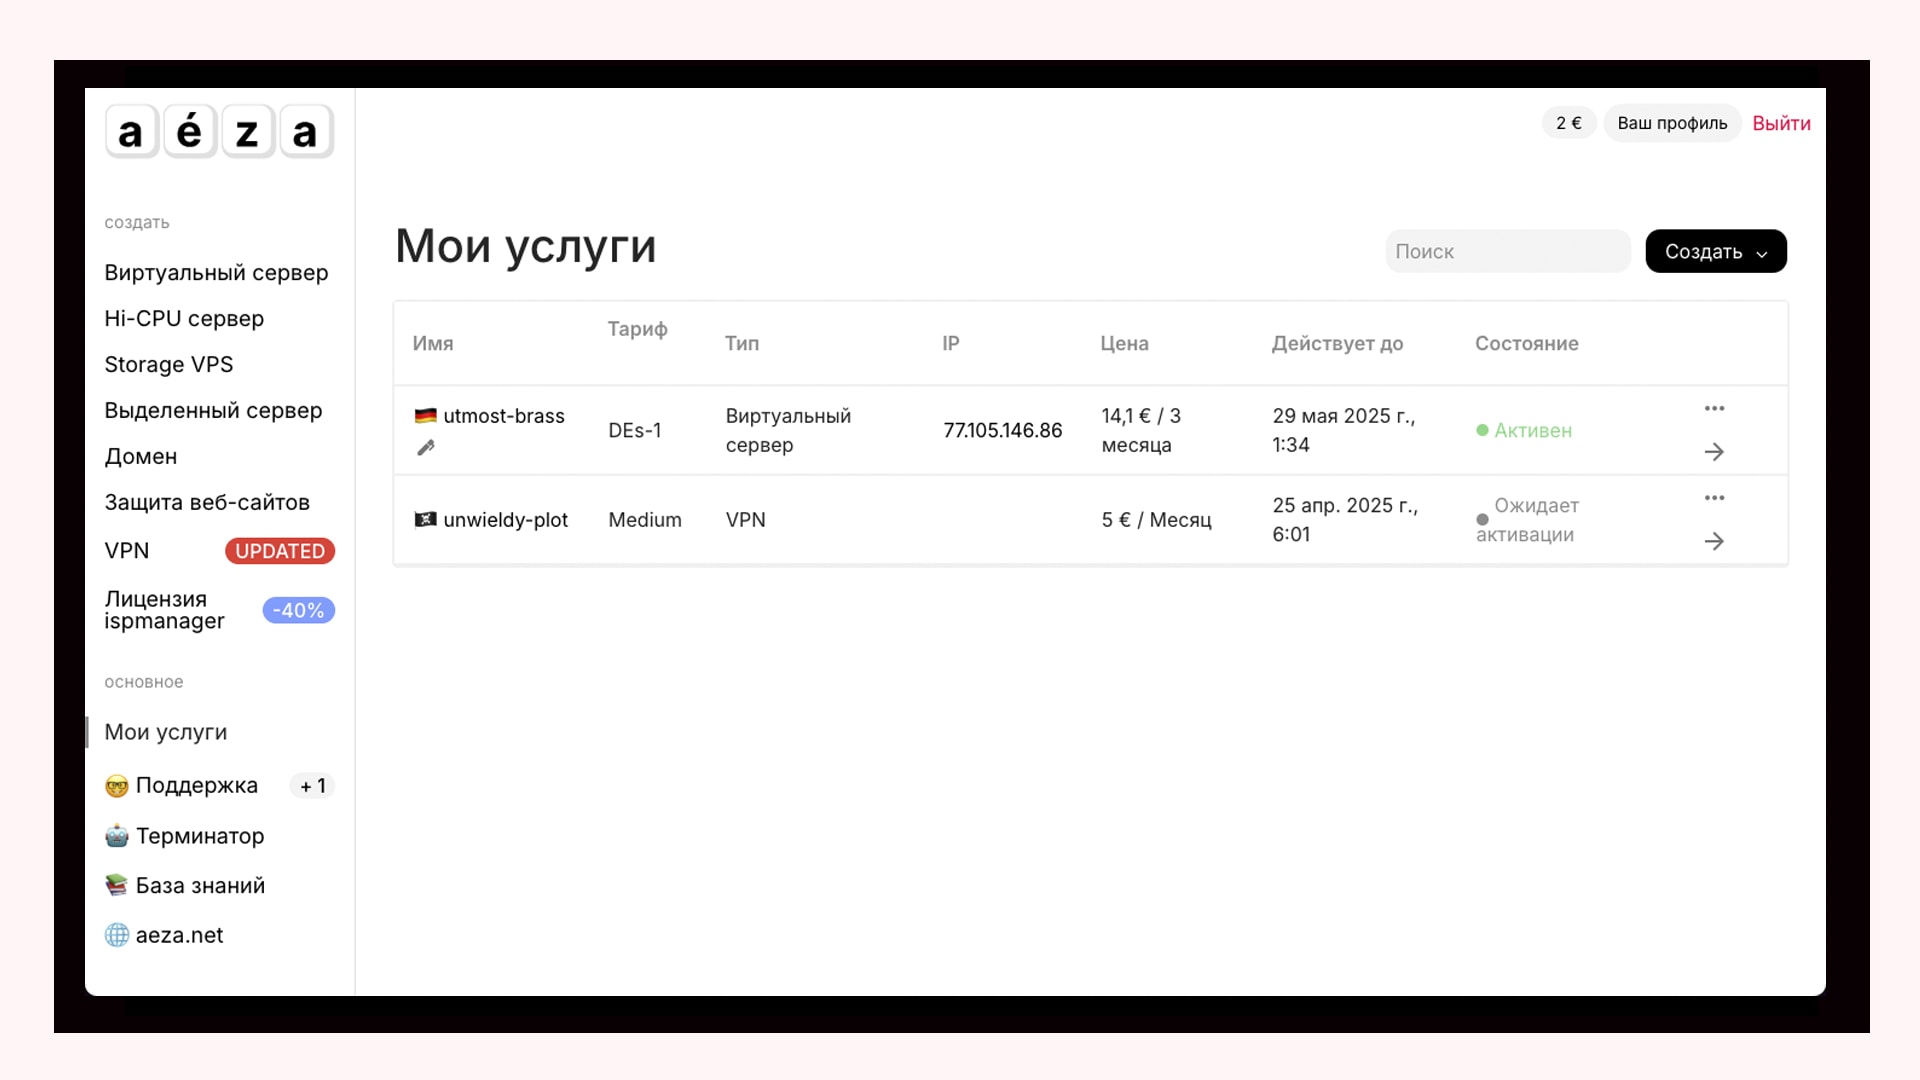 aéza
2 €
Ваш профиль
Выйти
создать
Виртуальный сервер
Hi-CPU сервер
Storage VPS
Выделенный сервер
Домен
Защита веб-сайтов
VPN
UPDATED
Лицензия
ispmanager
-40%
основное
Мои услуги
Поддержка
+ 1
Терминатор
База знаний
aeza.net
Мои услуги
Поиск
Создать
Имя
Тариф
Тип
IP
Цена
Действует до
Состояние
utmost-brass
DEs-1
Виртуальный
сервер
77.105.146.86
14,1 € / 3
месяца
29 мая 2025 г.,
1:34
Активен
unwieldy-plot
Medium
VPN
5 € / Месяц
25 апр. 2025 г.,
6:01
Ожидает
активации